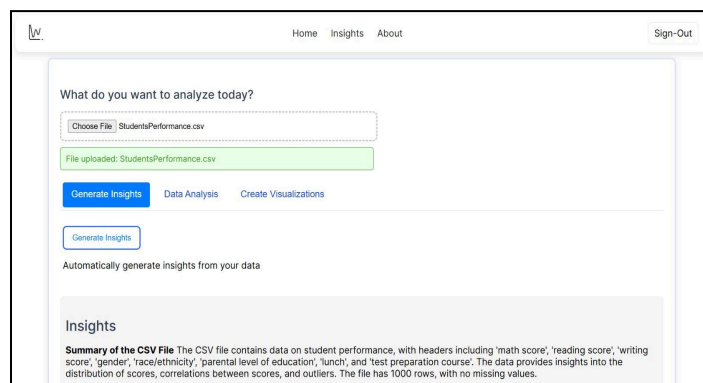 W.
Home Insights About Sign-Out
What do you want to analyze today?
Choose File StudentsPerformance.csv
File uploaded: StudentsPerformance.csv
Generate Insights Data Analysis Create Visualizations
Generate Insights
Automatically generate insights from your data
Insights
Summary of the CSV File The CSV file contains data on student performance, with headers including 'math score', 'reading score', 'writing
score', 'gender', 'race/ethnicity', 'parental level of education', 'lunch', and 'test preparation course'. The data provides insights into the
distribution of scores, correlations between scores, and outliers. The file has 1000 rows, with no missing values.